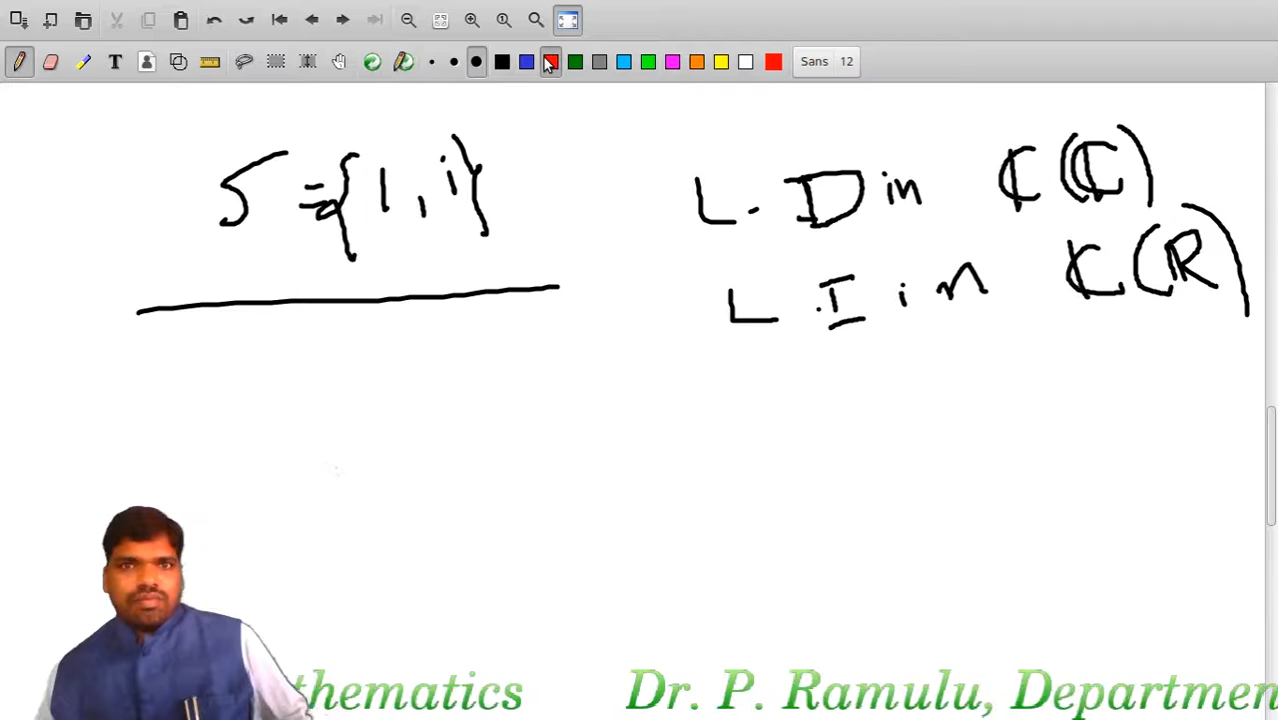 Sans 12
S = {1, i} L.D in ℂ(ℂ)
L.I in ℂ(R)
thematics Dr. P. Ramulu, Departmen